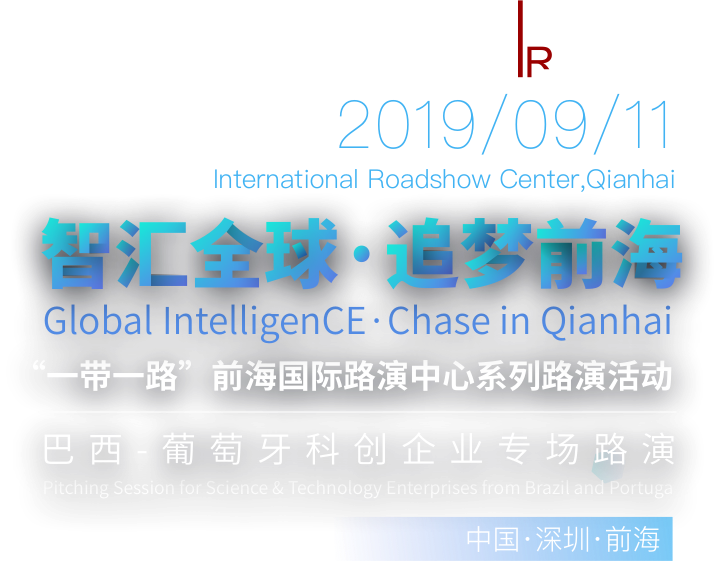 IR
2019/09/11
International Roadshow Center,Qianhai
智汇全球·追梦前海
Global IntelligenCE·Chase in Qianhai
“一带一路”前海国际路演中心系列路演活动
巴西-葡萄牙科创企业专场路演
Pitching Session for Science & Technology Enterprises from Brazil and Portuga
中国·深圳·前海